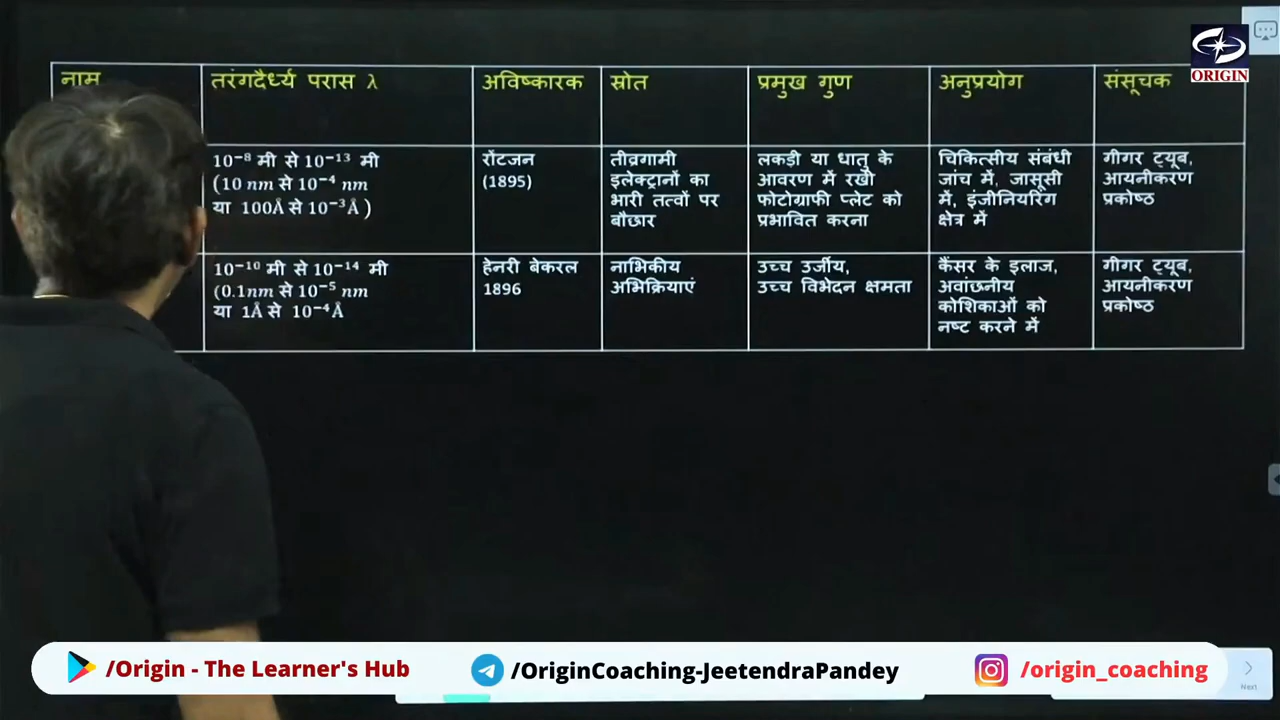 ORIGIN
नाम
तरंगदैर्ध्य परास λ
अविष्कारक
स्रोत
प्रमुख गुण
अनुप्रयोग
संसूचक
10⁻⁸ मी से 10⁻¹³ मी
(10 nm से 10⁻⁴ nm
या 100Å से 10⁻³Å )
रोंटजन
(1895)
तीव्रगामी
इलेक्ट्रानों का
भारी तत्वों पर
बौछार
लकड़ी या धातु के
आवरण में रखी
फोटोग्राफी प्लेट को
प्रभावित करना
चिकित्सीय संबंधी
जांच में, जासूसी
में, इंजीनियरिंग
क्षेत्र में
गीगर ट्यूब,
आयनीकरण
प्रकोष्ठ
10⁻¹⁰ मी से 10⁻¹⁴ मी
(0.1nm से 10⁻⁵ nm
या 1Å से 10⁻⁴Å
हेनरी बेकरल
1896
नाभिकीय
अभिक्रियाएं
उच्च उर्जीय,
उच्च विभेदन क्षमता
कैंसर के इलाज,
अवांछनीय
कोशिकाओं को
नष्ट करने में
गीगर ट्यूब,
आयनीकरण
प्रकोष्ठ
/Origin - The Learner's Hub
/OriginCoaching-JeetendraPandey
/origin_coaching
Next